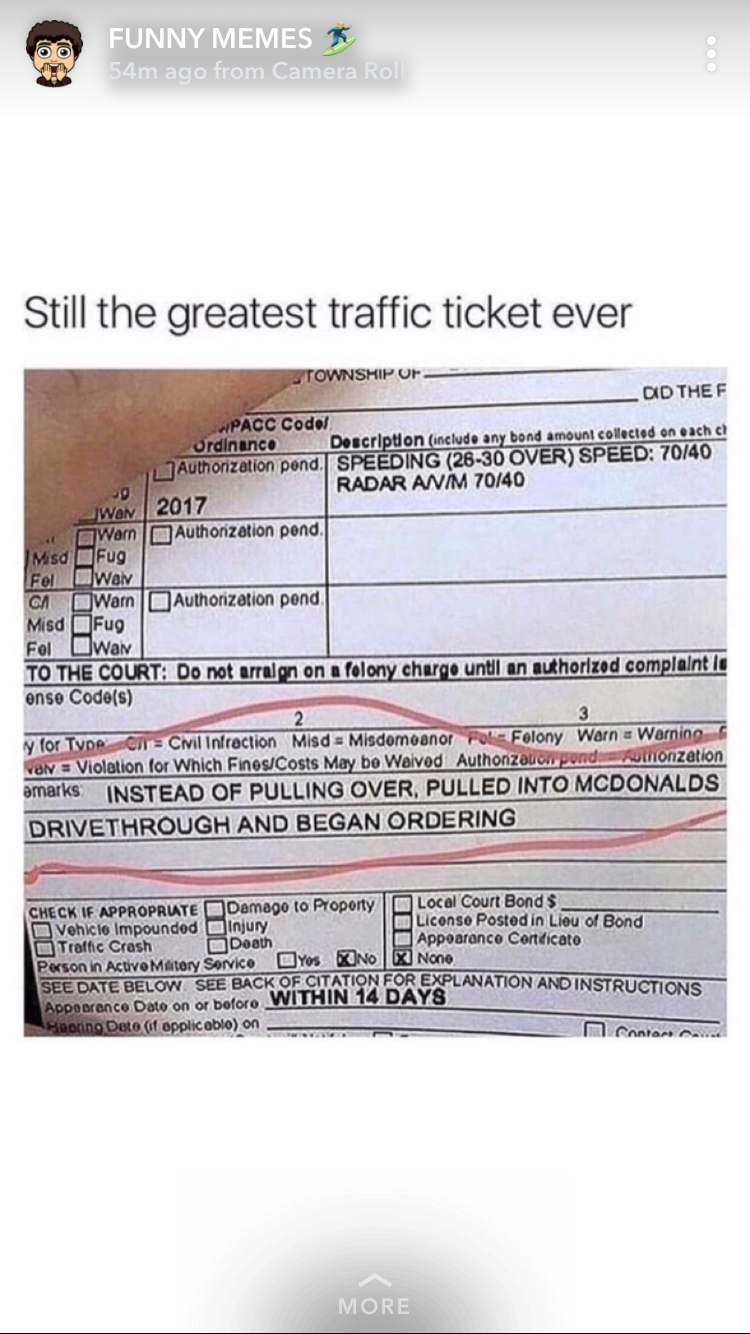 FUNNY MEMES 🏄‍♂️
54m ago from Camera Roll
Still the greatest traffic ticket ever
TOWNSHIP OF
DID THE F
PACC Code/
Ordinance
Description (include any bond amount collected on each ch
Authorization pend. SPEEDING (26-30 OVER) SPEED: 70/40
RADAR A/V/M 70/40
Waiv 2017
Warn Authorization pend.
Misd Fug
Fel Waiv
C/I Warn Authorization pend.
Misd Fug
Fel Waiv
TO THE COURT: Do not arraign on a felony charge until an authorized complaint is
ense Code(s)
2 3
y for Type: C/I = Civil Infraction Misd = Misdemeanor Fel = Felony Warn = Warning F
Waiv = Violation for Which Fines/Costs May be Waived Authorization pend = Authorization
emarks INSTEAD OF PULLING OVER, PULLED INTO MCDONALDS
DRIVETHROUGH AND BEGAN ORDERING
CHECK IF APPROPRIATE Damage to Property Local Court Bond $
Vehicle Impounded Injury License Posted in Lieu of Bond
Traffic Crash Death Appearance Certificate
Person in Active Military Service Yes X No X None
SEE DATE BELOW. SEE BACK OF CITATION FOR EXPLANATION AND INSTRUCTIONS
Appearance Date on or before WITHIN 14 DAYS
Hearing Date (if applicable) on Contact
MORE